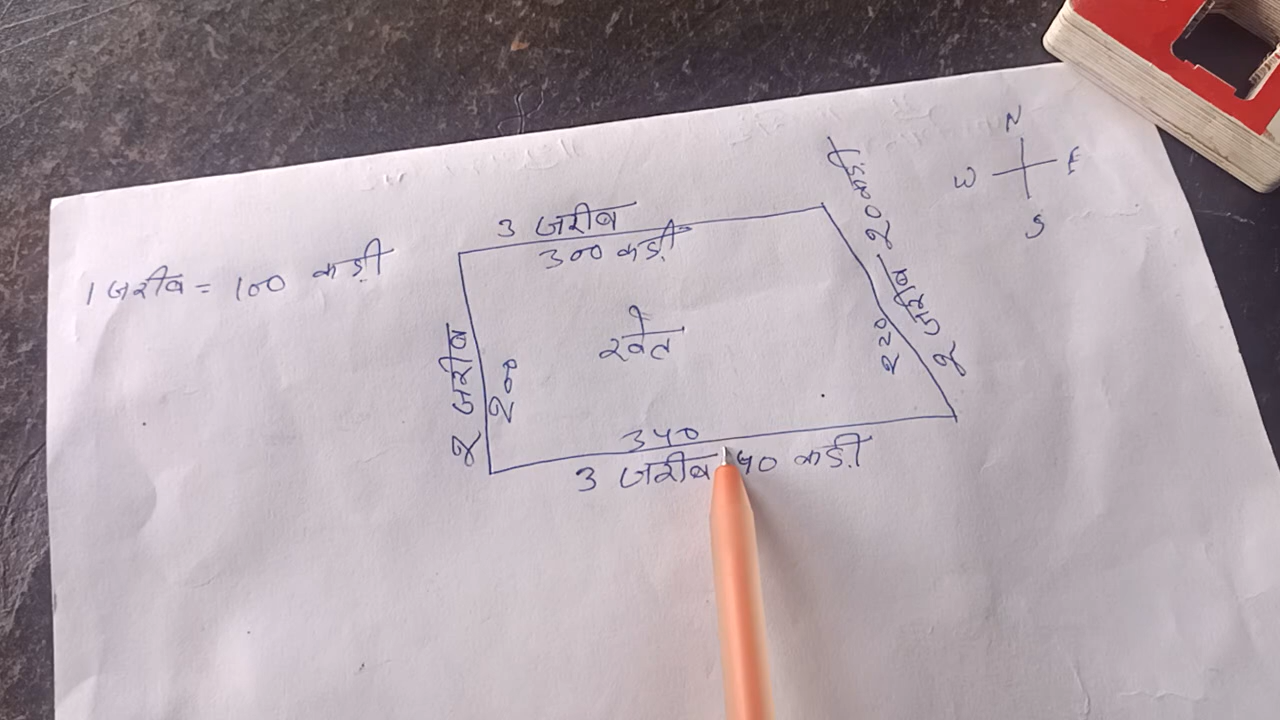 N
W E
S
3 जरीब
300 कड़ी
1 जरीब = 100 कड़ी
2 जरीब
200
खेत
220
2 जरीब - 20 कड़ी
340
3 जरीब 40 कड़ी